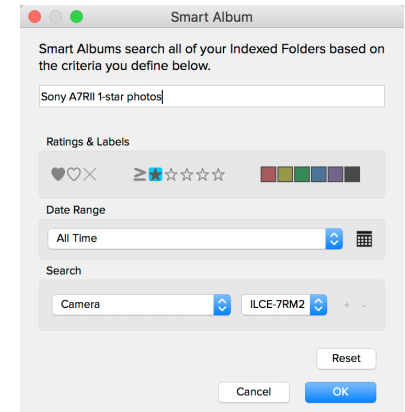 Smart Album
Smart Albums search all of your Indexed Folders based on
the criteria you define below.
Sony A7RII 1-star photos
Ratings & Labels
≥
Date Range
All Time
Search
Camera ILCE-7RM2 + -
Reset
Cancel OK